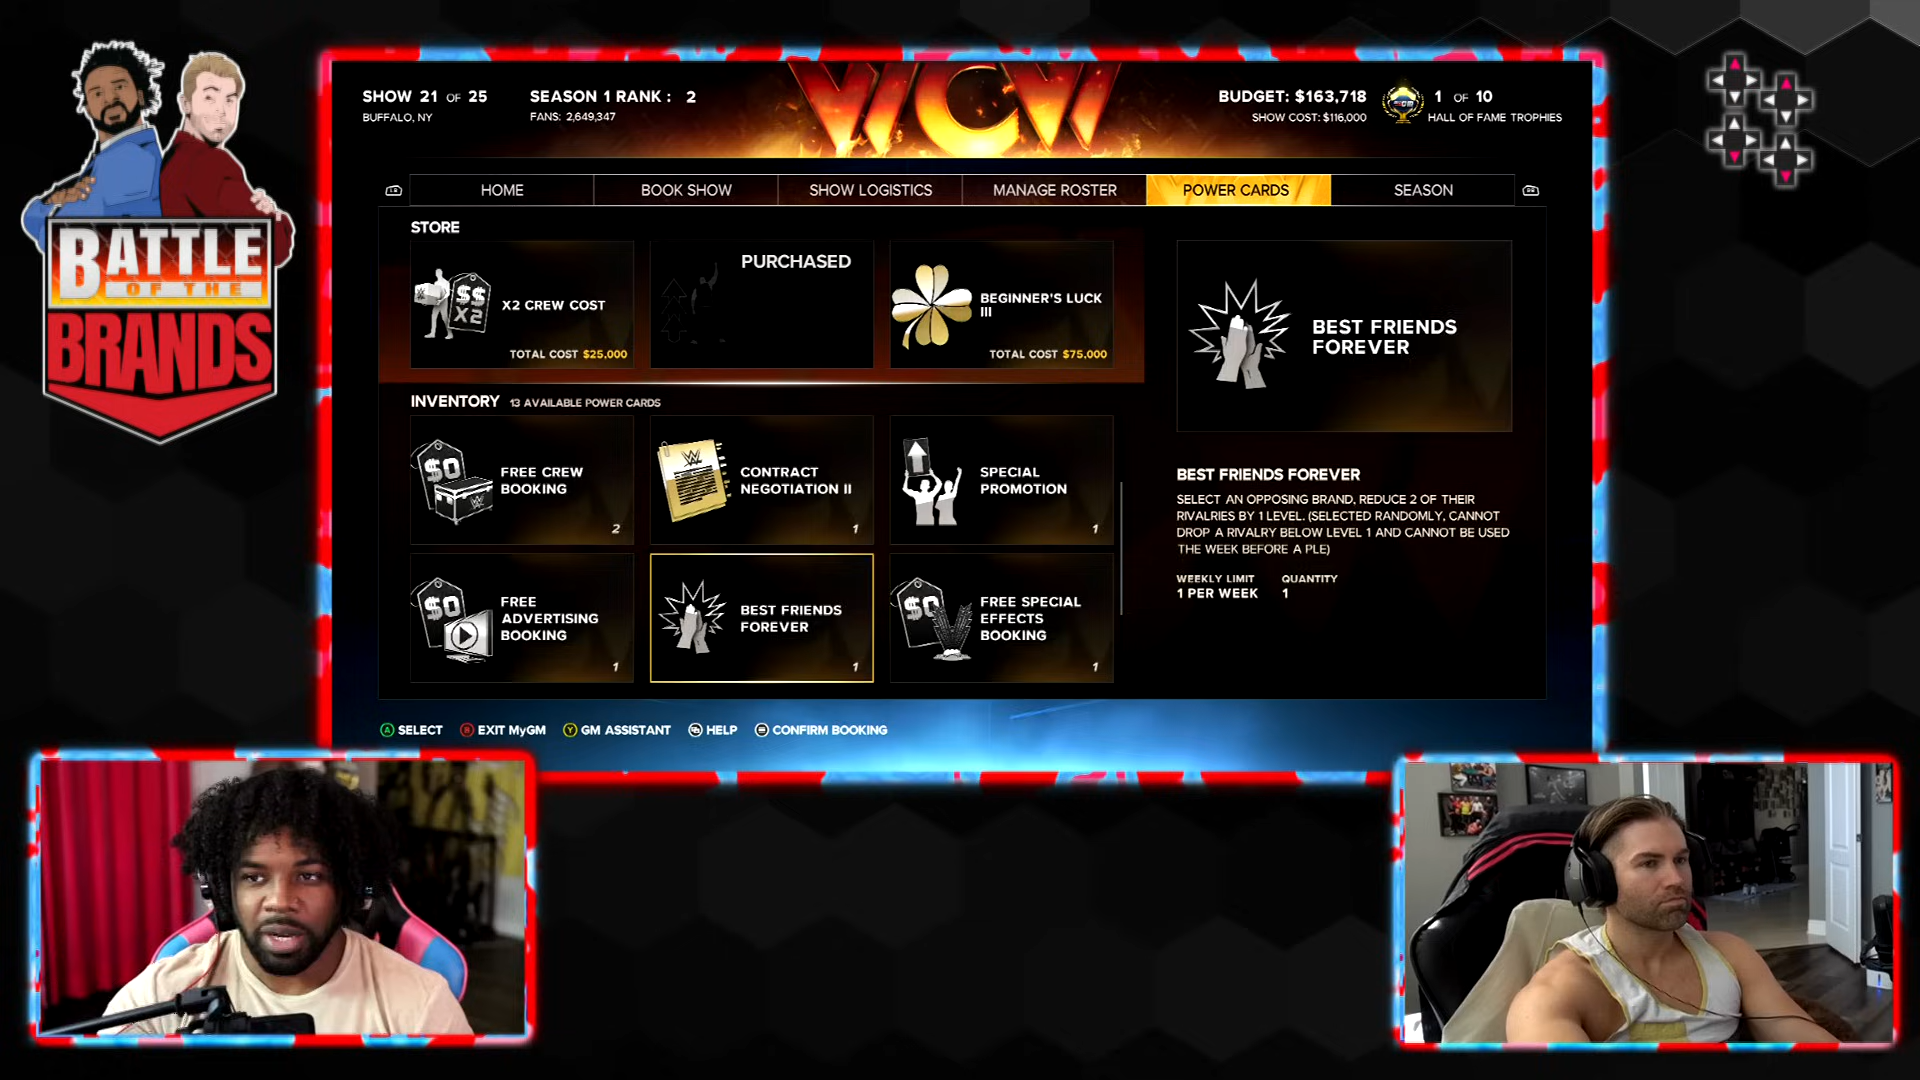 BATTLE
OF THE
BRANDS
SHOW 21 OF 25
BUFFALO, NY
SEASON 1 RANK : 2
FANS: 2,649,347
WCW
BUDGET: $163,718
SHOW COST: $116,000
1 OF 10
HALL OF FAME TROPHIES
HOME
BOOK SHOW
SHOW LOGISTICS
MANAGE ROSTER
POWER CARDS
SEASON
STORE
$$
X2
X2 CREW COST
TOTAL COST $25,000
PURCHASED
BEGINNER'S LUCK
III
TOTAL COST $75,000
INVENTORY 13 AVAILABLE POWER CARDS
$0
FREE CREW
BOOKING
2
CONTRACT
NEGOTIATION II
1
SPECIAL
PROMOTION
1
$0
FREE
ADVERTISING
BOOKING
1
BEST FRIENDS
FOREVER
1
$0
FREE SPECIAL
EFFECTS
BOOKING
1
BEST FRIENDS
FOREVER
BEST FRIENDS FOREVER
SELECT AN OPPOSING BRAND, REDUCE 2 OF THEIR
RIVALRIES BY 1 LEVEL. (SELECTED RANDOMLY, CANNOT
DROP A RIVALRY BELOW LEVEL 1 AND CANNOT BE USED
THE WEEK BEFORE A PLE)
WEEKLY LIMIT
1 PER WEEK
QUANTITY
1
A SELECT
B EXIT MyGM
Y GM ASSISTANT
HELP
CONFIRM BOOKING